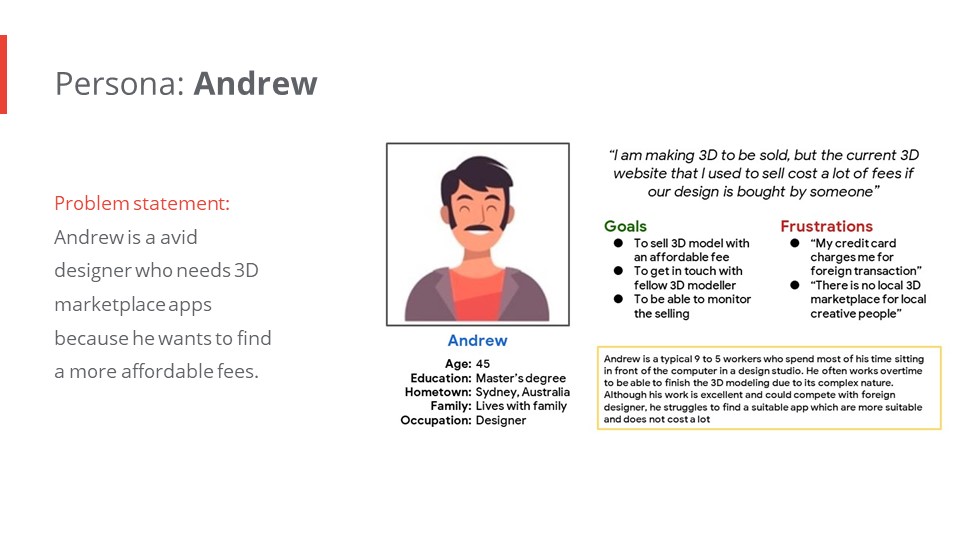 Persona: Andrew
Problem statement:
Andrew is a avid
designer who needs 3D
marketplace apps
because he wants to find
a more affordable fees.
Andrew
Age: 45
Education: Master's degree
Hometown: Sydney, Australia
Family: Lives with family
Occupation: Designer
“I am making 3D to be sold, but the current 3D
website that I used to sell cost a lot of fees if
our design is bought by someone”
Goals
● To sell 3D model with
an affordable fee
● To get in touch with
fellow 3D modeller
● To be able to monitor
the selling
Frustrations
● “My credit card
charges me for
foreign transaction”
● “There is no local 3D
marketplace for local
creative people”
Andrew is a typical 9 to 5 workers who spend most of his time sitting
in front of the computer in a design studio. He often works overtime
to be able to finish the 3D modeling due to its complex nature.
Although his work is excellent and could compete with foreign
designer, he struggles to find a suitable app which are more suitable
and does not cost a lot